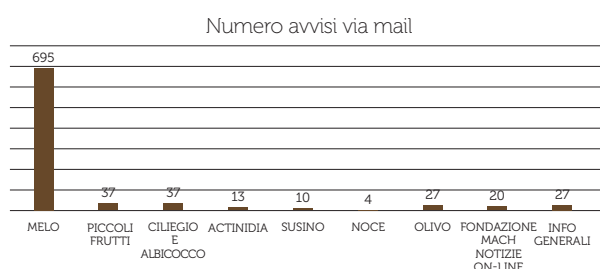 Numero avvisi via mail
695
37
37
13
10
4
27
20
27
MELO
PICCOLI
FRUTTI
CILIEGIO
E
ALBICOCCO
ACTINIDIA
SUSINO
NOCE
OLIVO
FONDAZIONE
MACH
NOTIZIE
ON-LINE
INFO
GENERALI